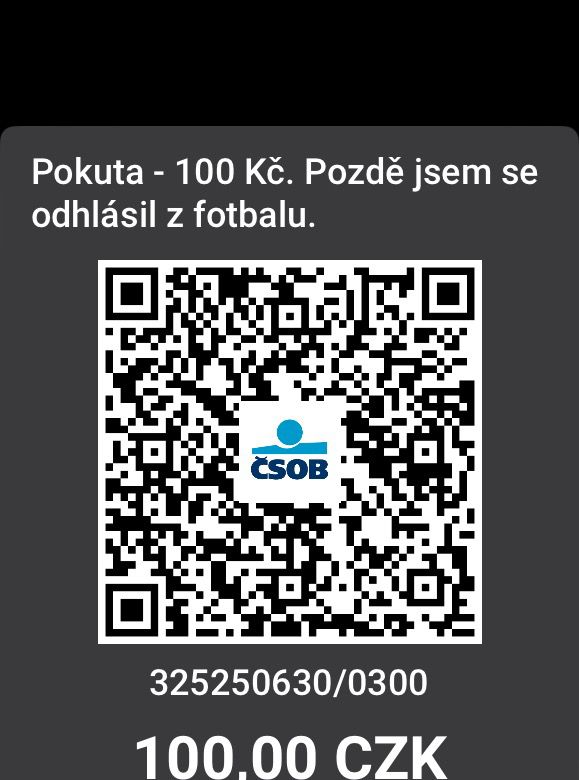 Pokuta - 100 Kč. Pozdě jsem se
odhlásil z fotbalu.
ČSOB
325250630/0300
100,00 CZK